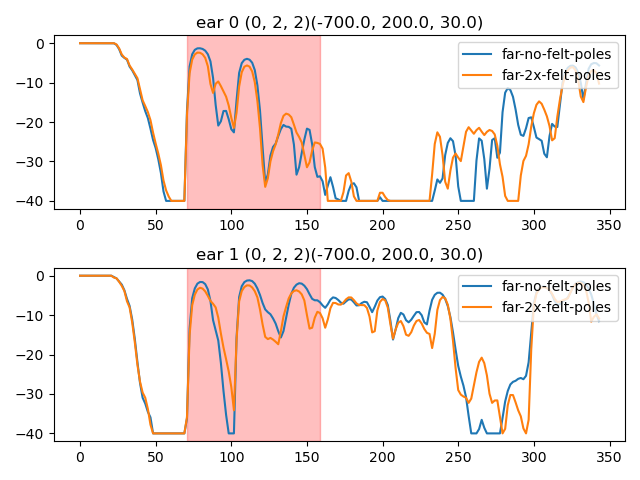 ear 0 (0, 2, 2)(-700.0, 200.0, 30.0)
0
−10
−20
−30
−40
far-no-felt-poles
far-2x-felt-poles
0 50 100 150 200 250 300 350
ear 1 (0, 2, 2)(-700.0, 200.0, 30.0)
0
−10
−20
−30
−40
far-no-felt-poles
far-2x-felt-poles
0 50 100 150 200 250 300 350